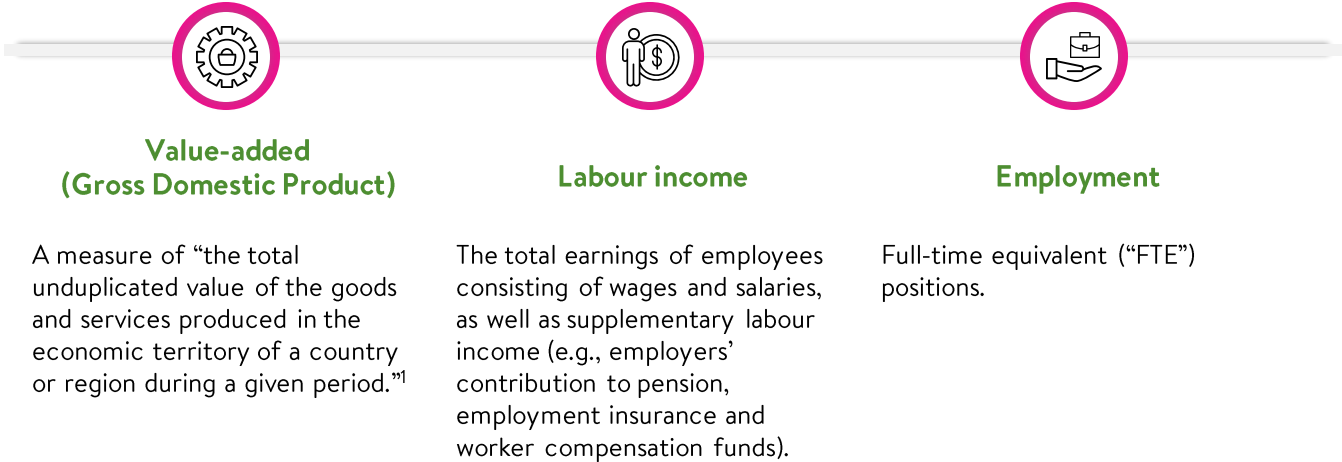 Value-added
(Gross Domestic Product)
A measure of “the total
unduplicated value of the goods
and services produced in the
economic territory of a country
or region during a given period.”1
Labour income
The total earnings of employees
consisting of wages and salaries,
as well as supplementary labour
income (e.g., employers’
contribution to pension,
employment insurance and
worker compensation funds).
Employment
Full-time equivalent (“FTE”)
positions.